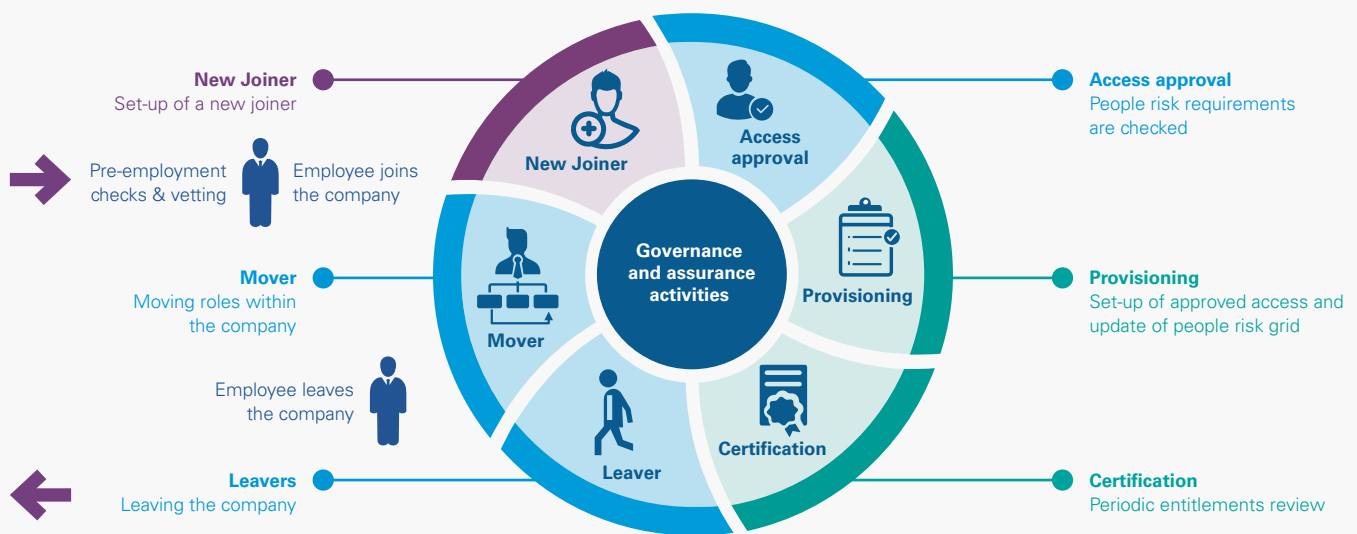 New Joiner
Set-up of a new joiner
Pre-employment
checks & vetting
Employee joins
the company
Mover
Moving roles within
the company
Employee leaves
the company
Leavers
Leaving the company
New Joiner
Access
approval
Provisioning
Certification
Leaver
Mover
Governance
and assurance
activities
Access approval
People risk requirements
are checked
Provisioning
Set-up of approved access and
update of people risk grid
Certification
Periodic entitlements review